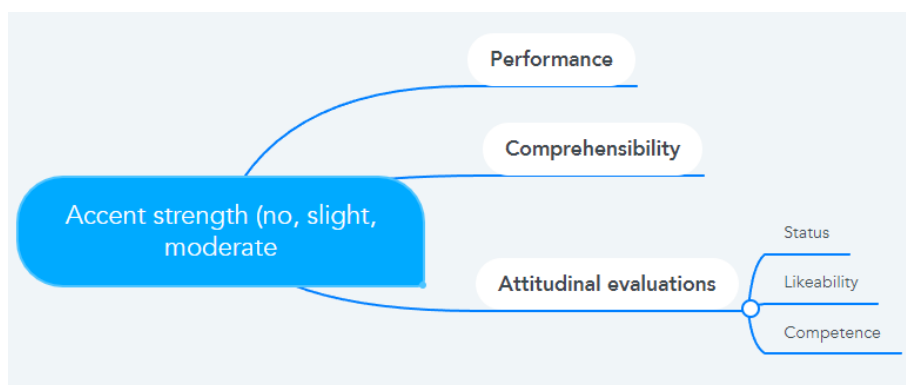 Performance
Comprehensibility
Accent strength (no, slight,
moderate
Attitudinal evaluations
Status
Likeability
Competence